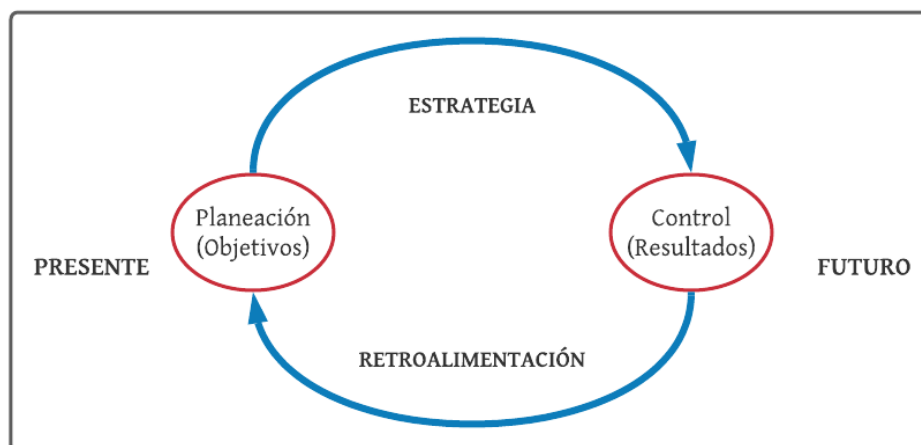 ESTRATEGIA
Planeación
(Objetivos)
Control
(Resultados)
PRESENTE
FUTURO
RETROALIMENTACIÓN